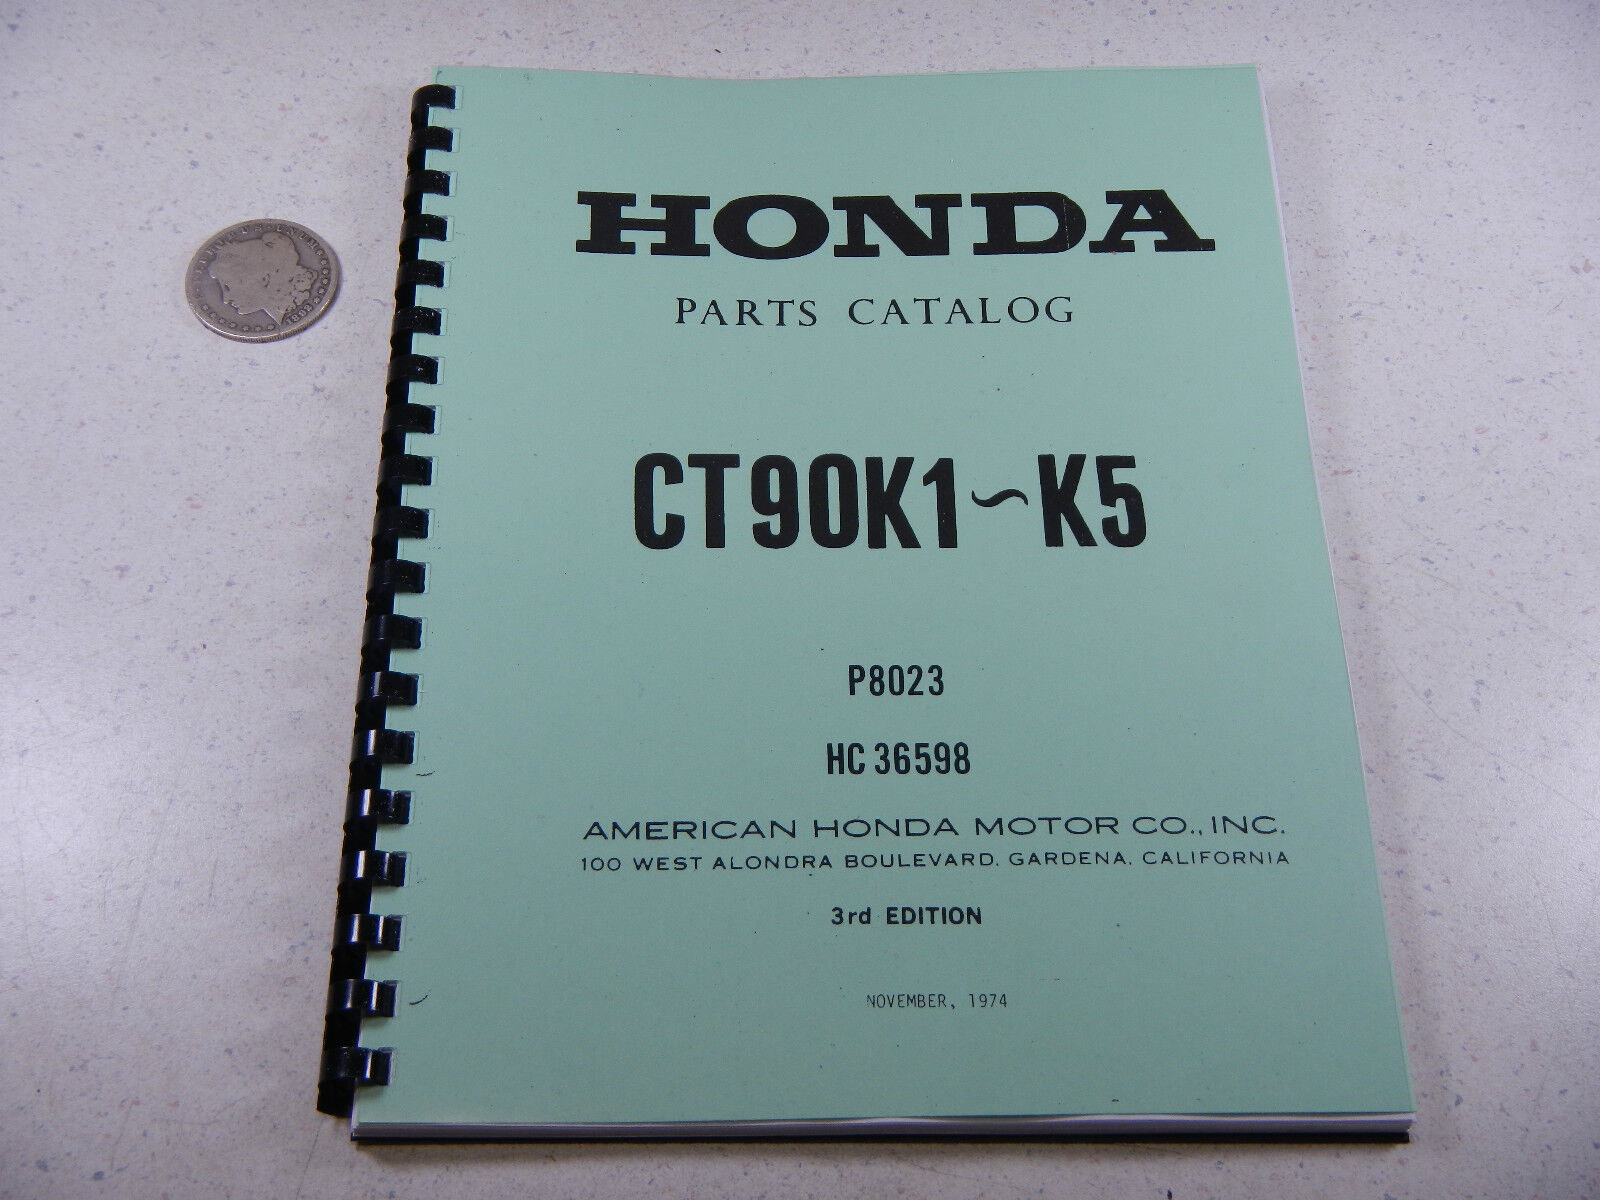 HONDA
PARTS CATALOG
CT90K1~K5
P8023
HC 36598
AMERICAN HONDA MOTOR CO., INC.
100 WEST ALONDRA BOULEVARD. GARDENA, CALIFORNIA
3rd EDITION
NOVEMBER, 1974